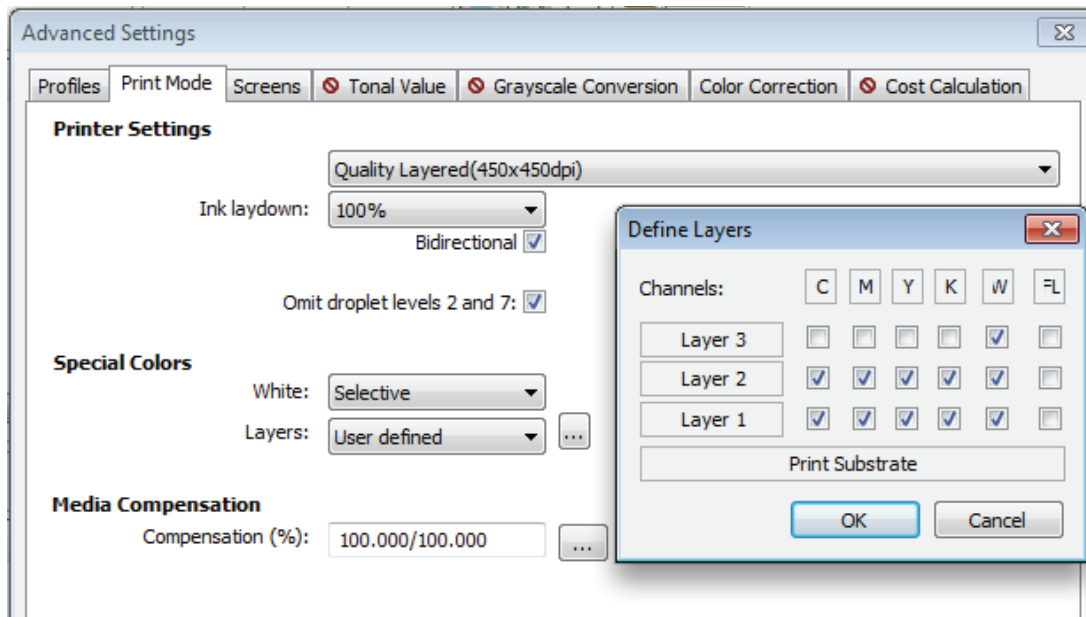 Advanced Settings
Profiles Print Mode Screens Tonal Value Grayscale Conversion Color Correction Cost Calculation
Printer Settings
Quality Layered(450x450dpi)
Ink laydown: 100%
Bidirectional
Omit droplet levels 2 and 7:
Special Colors
White: Selective
Layers: User defined ...
Media Compensation
Compensation (%): 100.000/100.000 ...
Define Layers
Channels: C M Y K W FL
Layer 3
Layer 2
Layer 1
Print Substrate
OK Cancel